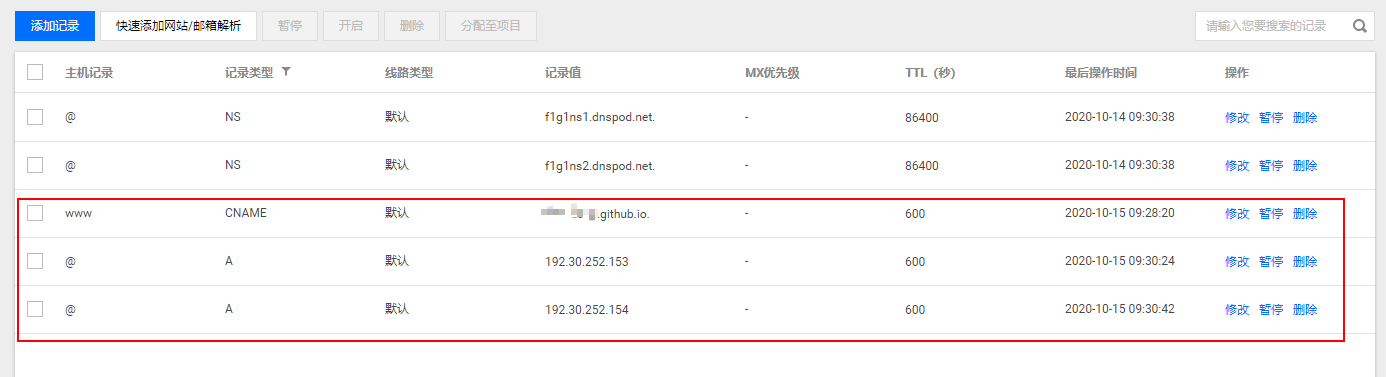 添加记录 快速添加网站/邮箱解析 暂停 开启 删除 分配至项目 请输入您要搜索的记录
主机记录 记录类型 线路类型 记录值 MX优先级 TTL（秒） 最后操作时间 操作
@ NS 默认 f1g1ns1.dnspod.net. - 86400 2020-10-14 09:30:38 修改 暂停 删除
@ NS 默认 f1g1ns2.dnspod.net. - 86400 2020-10-14 09:30:38 修改 暂停 删除
www CNAME 默认 .github.io. - 600 2020-10-15 09:28:20 修改 暂停 删除
@ A 默认 192.30.252.153 - 600 2020-10-15 09:30:24 修改 暂停 删除
@ A 默认 192.30.252.154 - 600 2020-10-15 09:30:42 修改 暂停 删除